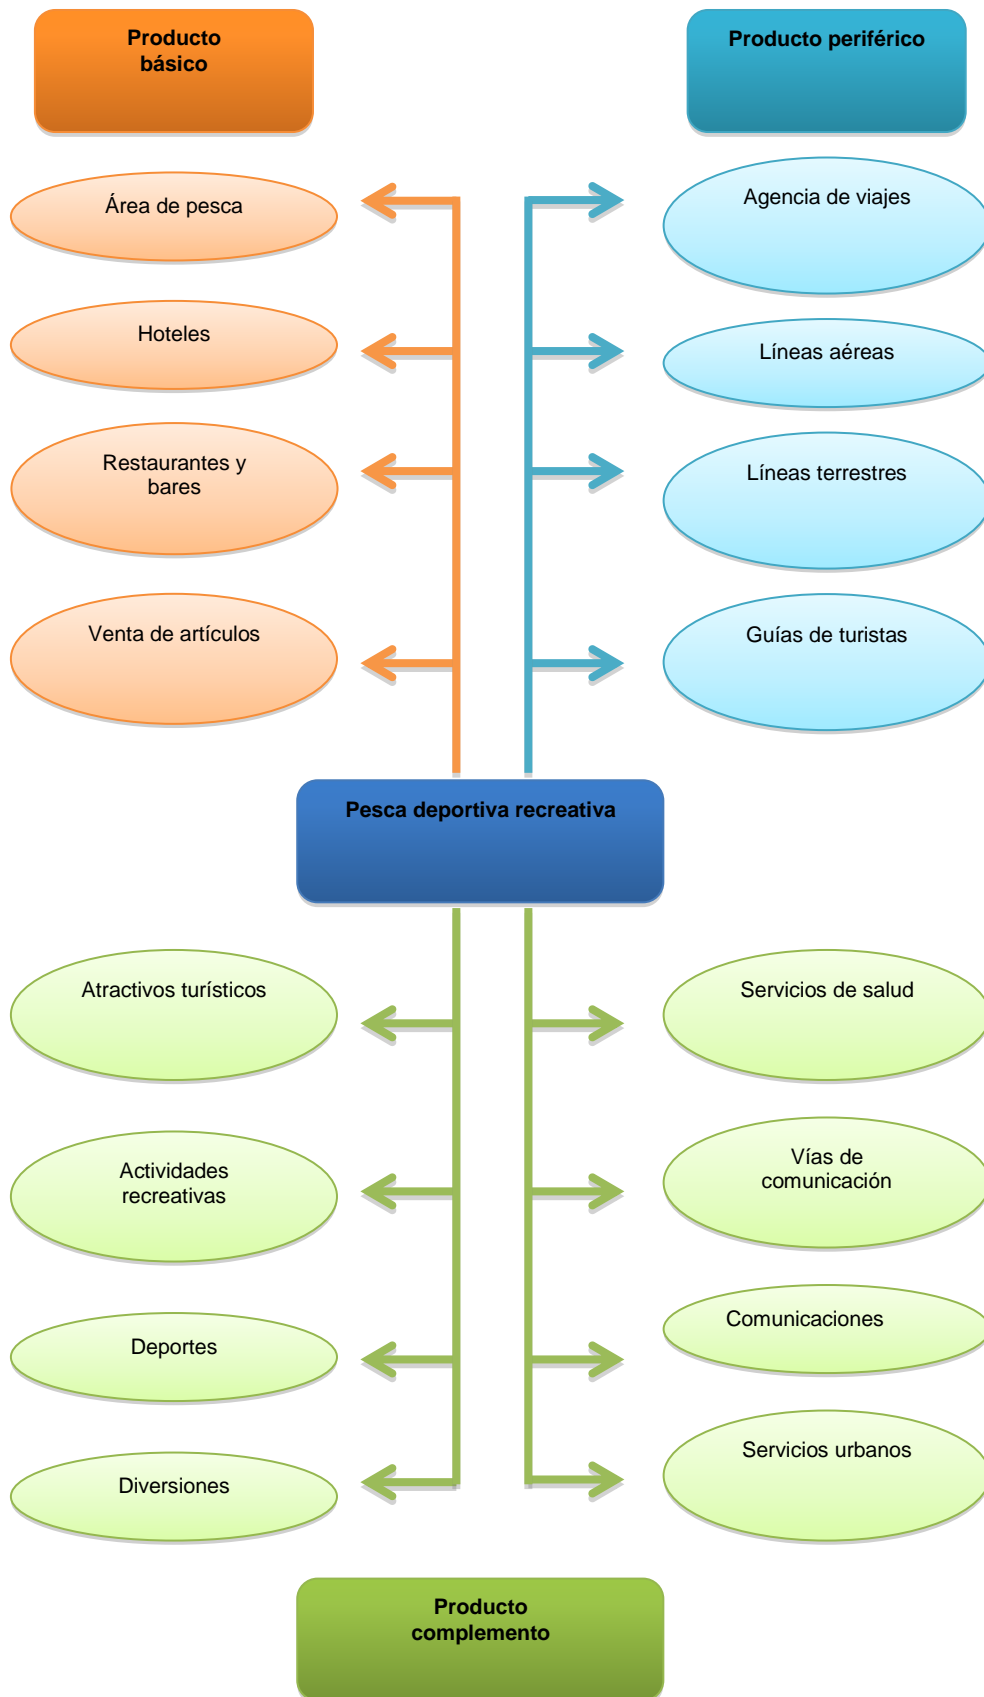 Producto
básico
Producto periférico
Área de pesca
Agencia de viajes
Hoteles
Líneas aéreas
Restaurantes y
bares
Líneas terrestres
Venta de artículos
Guías de turistas
Pesca deportiva recreativa
Atractivos turísticos
Servicios de salud
Actividades
recreativas
Vías de
comunicación
Deportes
Comunicaciones
Diversiones
Servicios urbanos
Producto
complemento